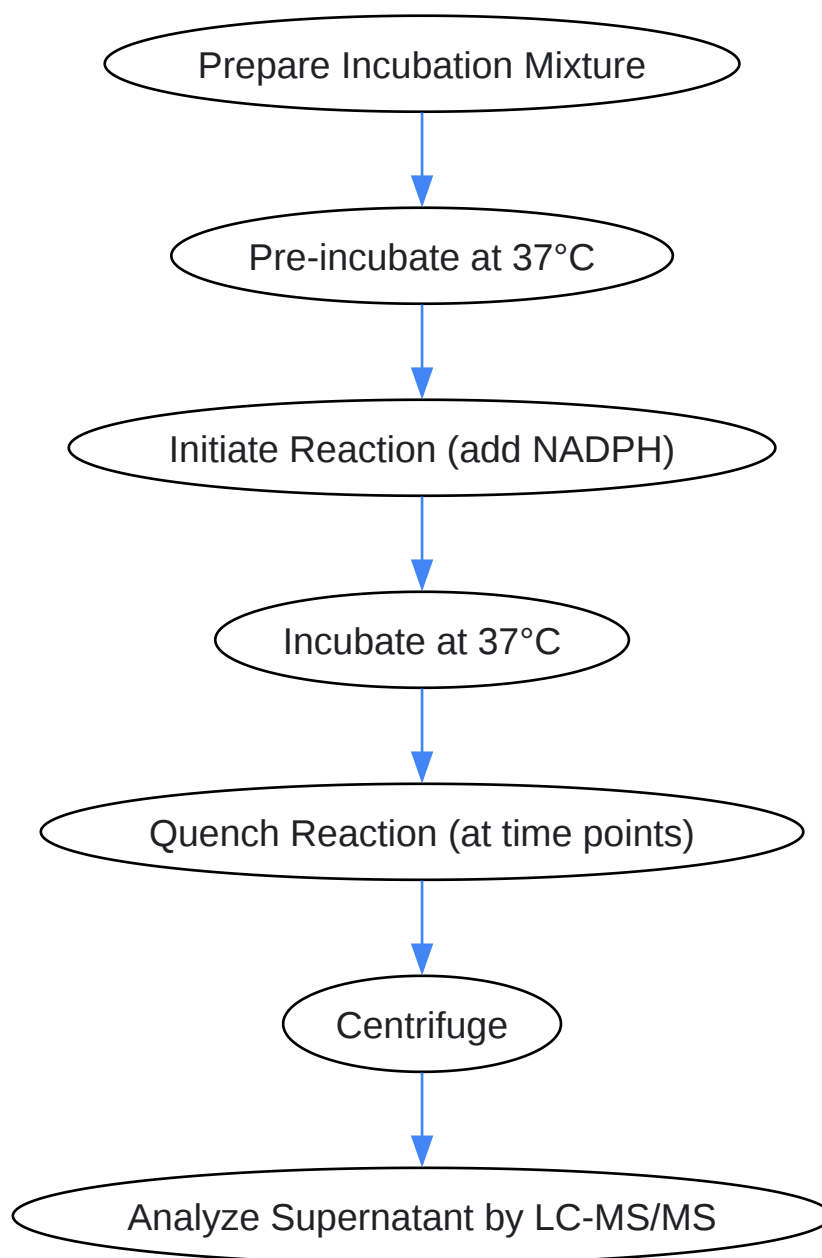 Prepare Incubation Mixture
Pre-incubate at 37°C
Initiate Reaction (add NADPH)
Incubate at 37°C
Quench Reaction (at time points)
Centrifuge
Analyze Supernatant by LC-MS/MS